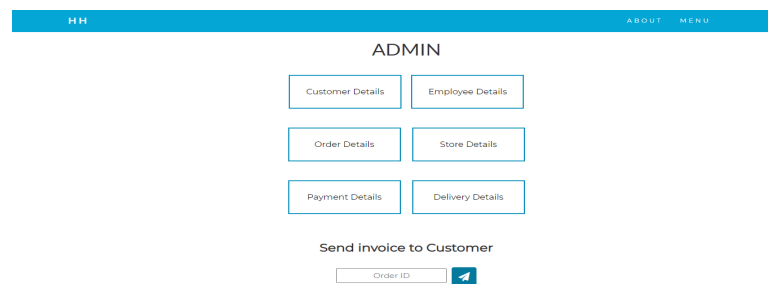 HH ABOUT MENU
ADMIN
Customer Details Employee Details
Order Details Store Details
Payment Details Delivery Details
Send invoice to Customer
Order ID